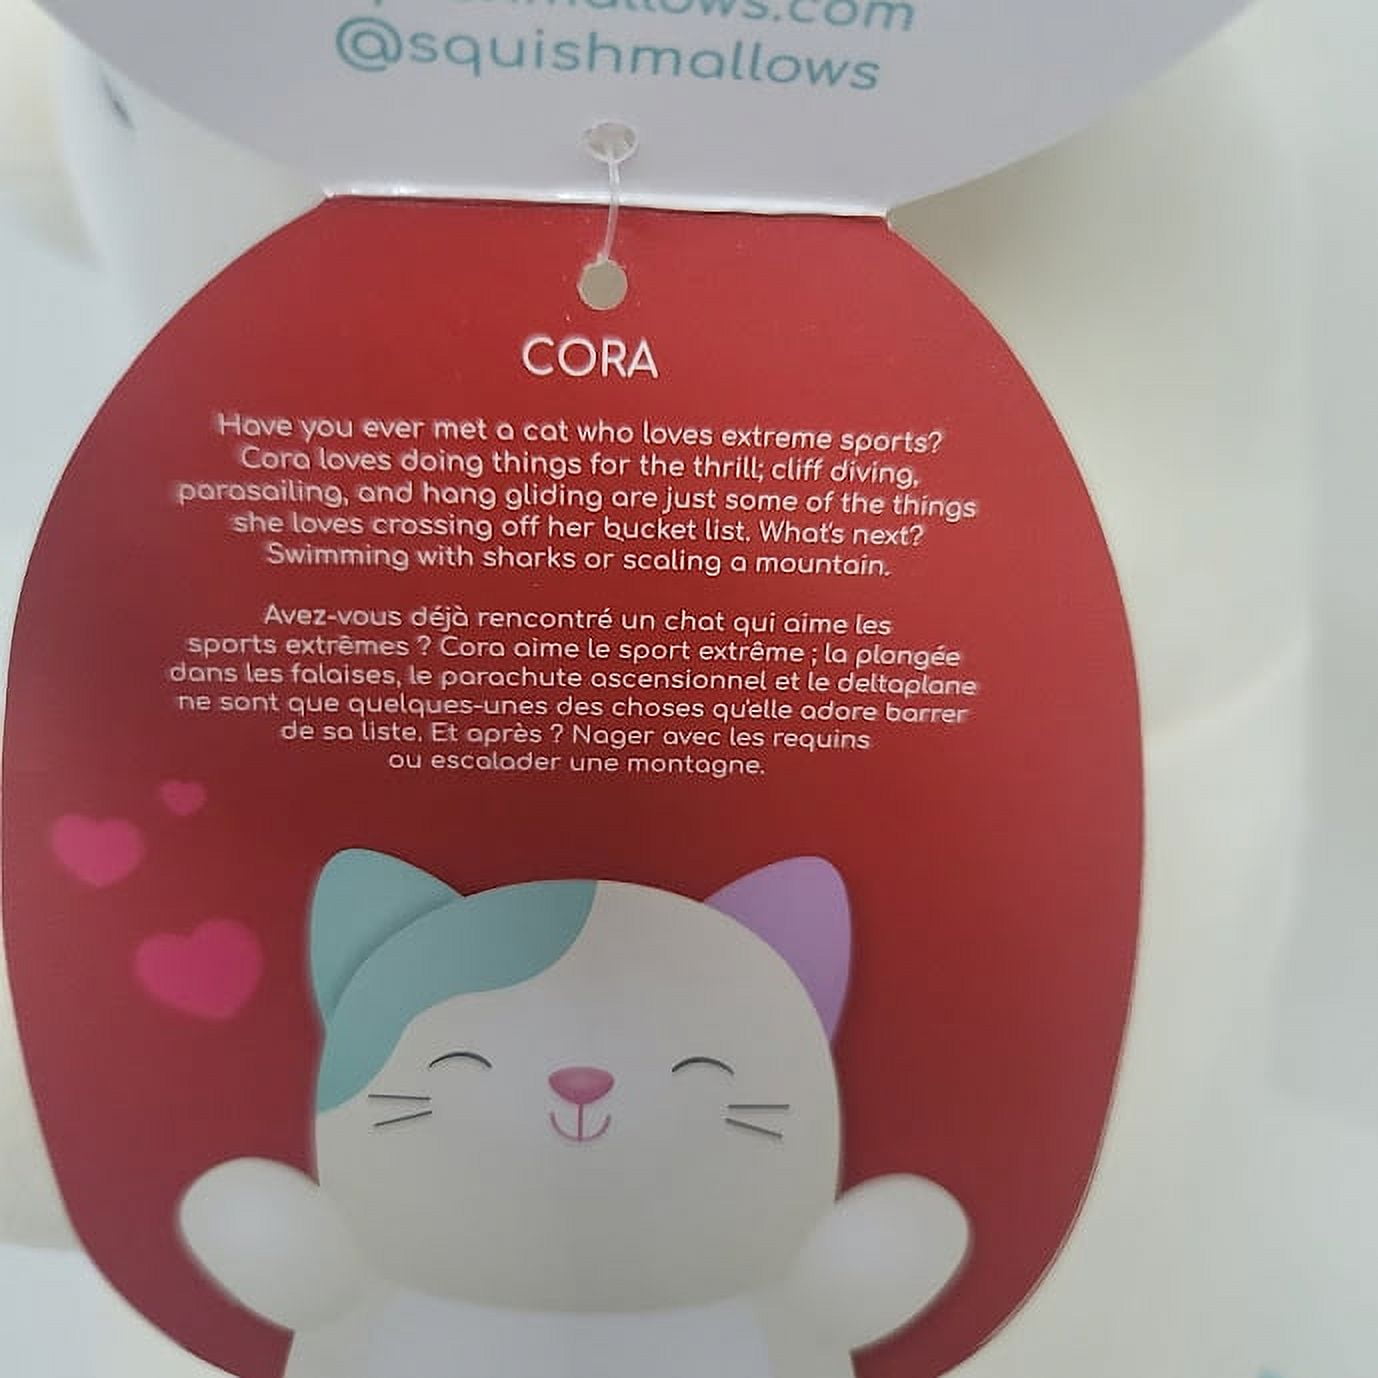 @squishmallows
CORA
Have you ever met a cat who loves extreme sports?
Cora loves doing things for the thrill; cliff diving,
parasailing, and hang gliding are just some of the things
she loves crossing off her bucket list. What's next?
Swimming with sharks or scaling a mountain.
Avez-vous déjà rencontré un chat qui aime les
sports extrêmes ? Cora aime le sport extrême ; la plongée
dans les falaises, le parachute ascensionnel et le deltaplane
ne sont que quelques-unes des choses qu'elle adore barrer
de sa liste. Et après ? Nager avec les requins
ou escalader une montagne.